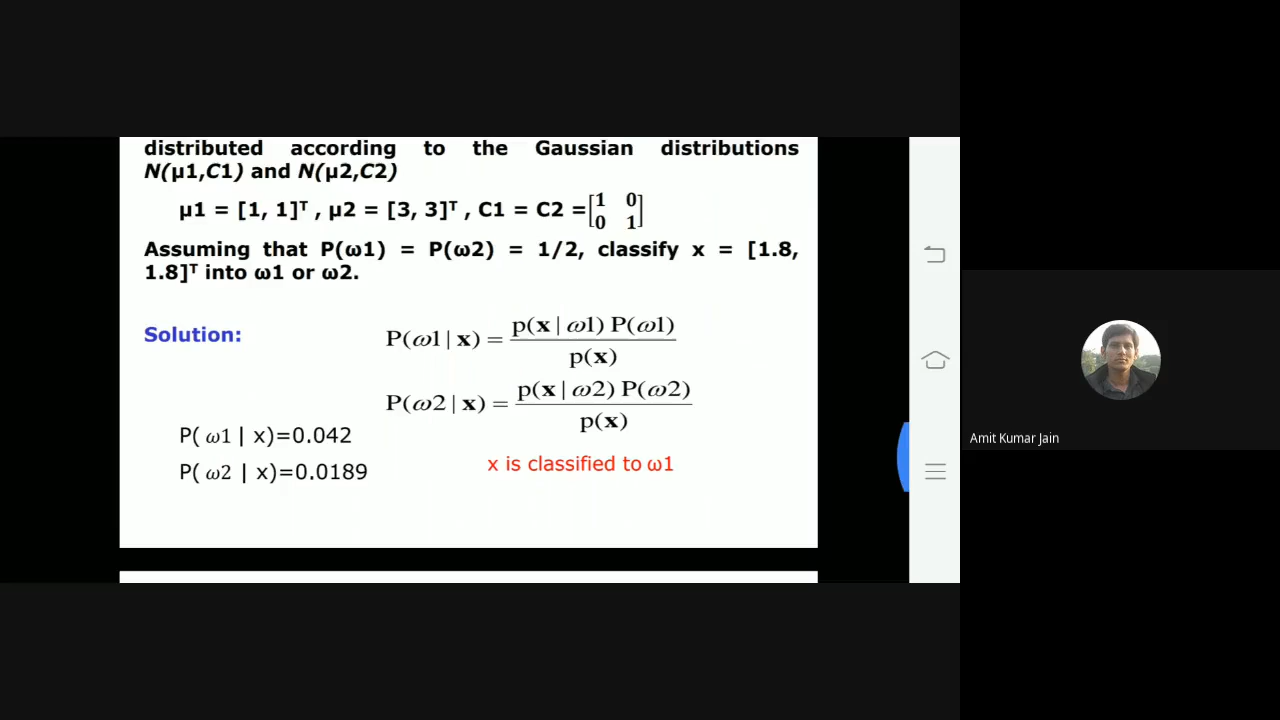 distributed according to the Gaussian distributions
N(μ1,C1) and N(μ2,C2)
μ1 = [1, 1]ᵀ , μ2 = [3, 3]ᵀ , C1 = C2 =[1 0
0 1]
Assuming that P(ω1) = P(ω2) = 1/2, classify x = [1.8,
1.8]ᵀ into ω1 or ω2.
Solution:
P(ω1 | x) = p(x | ω1) P(ω1) / p(x)
P(ω2 | x) = p(x | ω2) P(ω2) / p(x)
P( ω1 | x)=0.042
P( ω2 | x)=0.0189
x is classified to ω1
Amit Kumar Jain